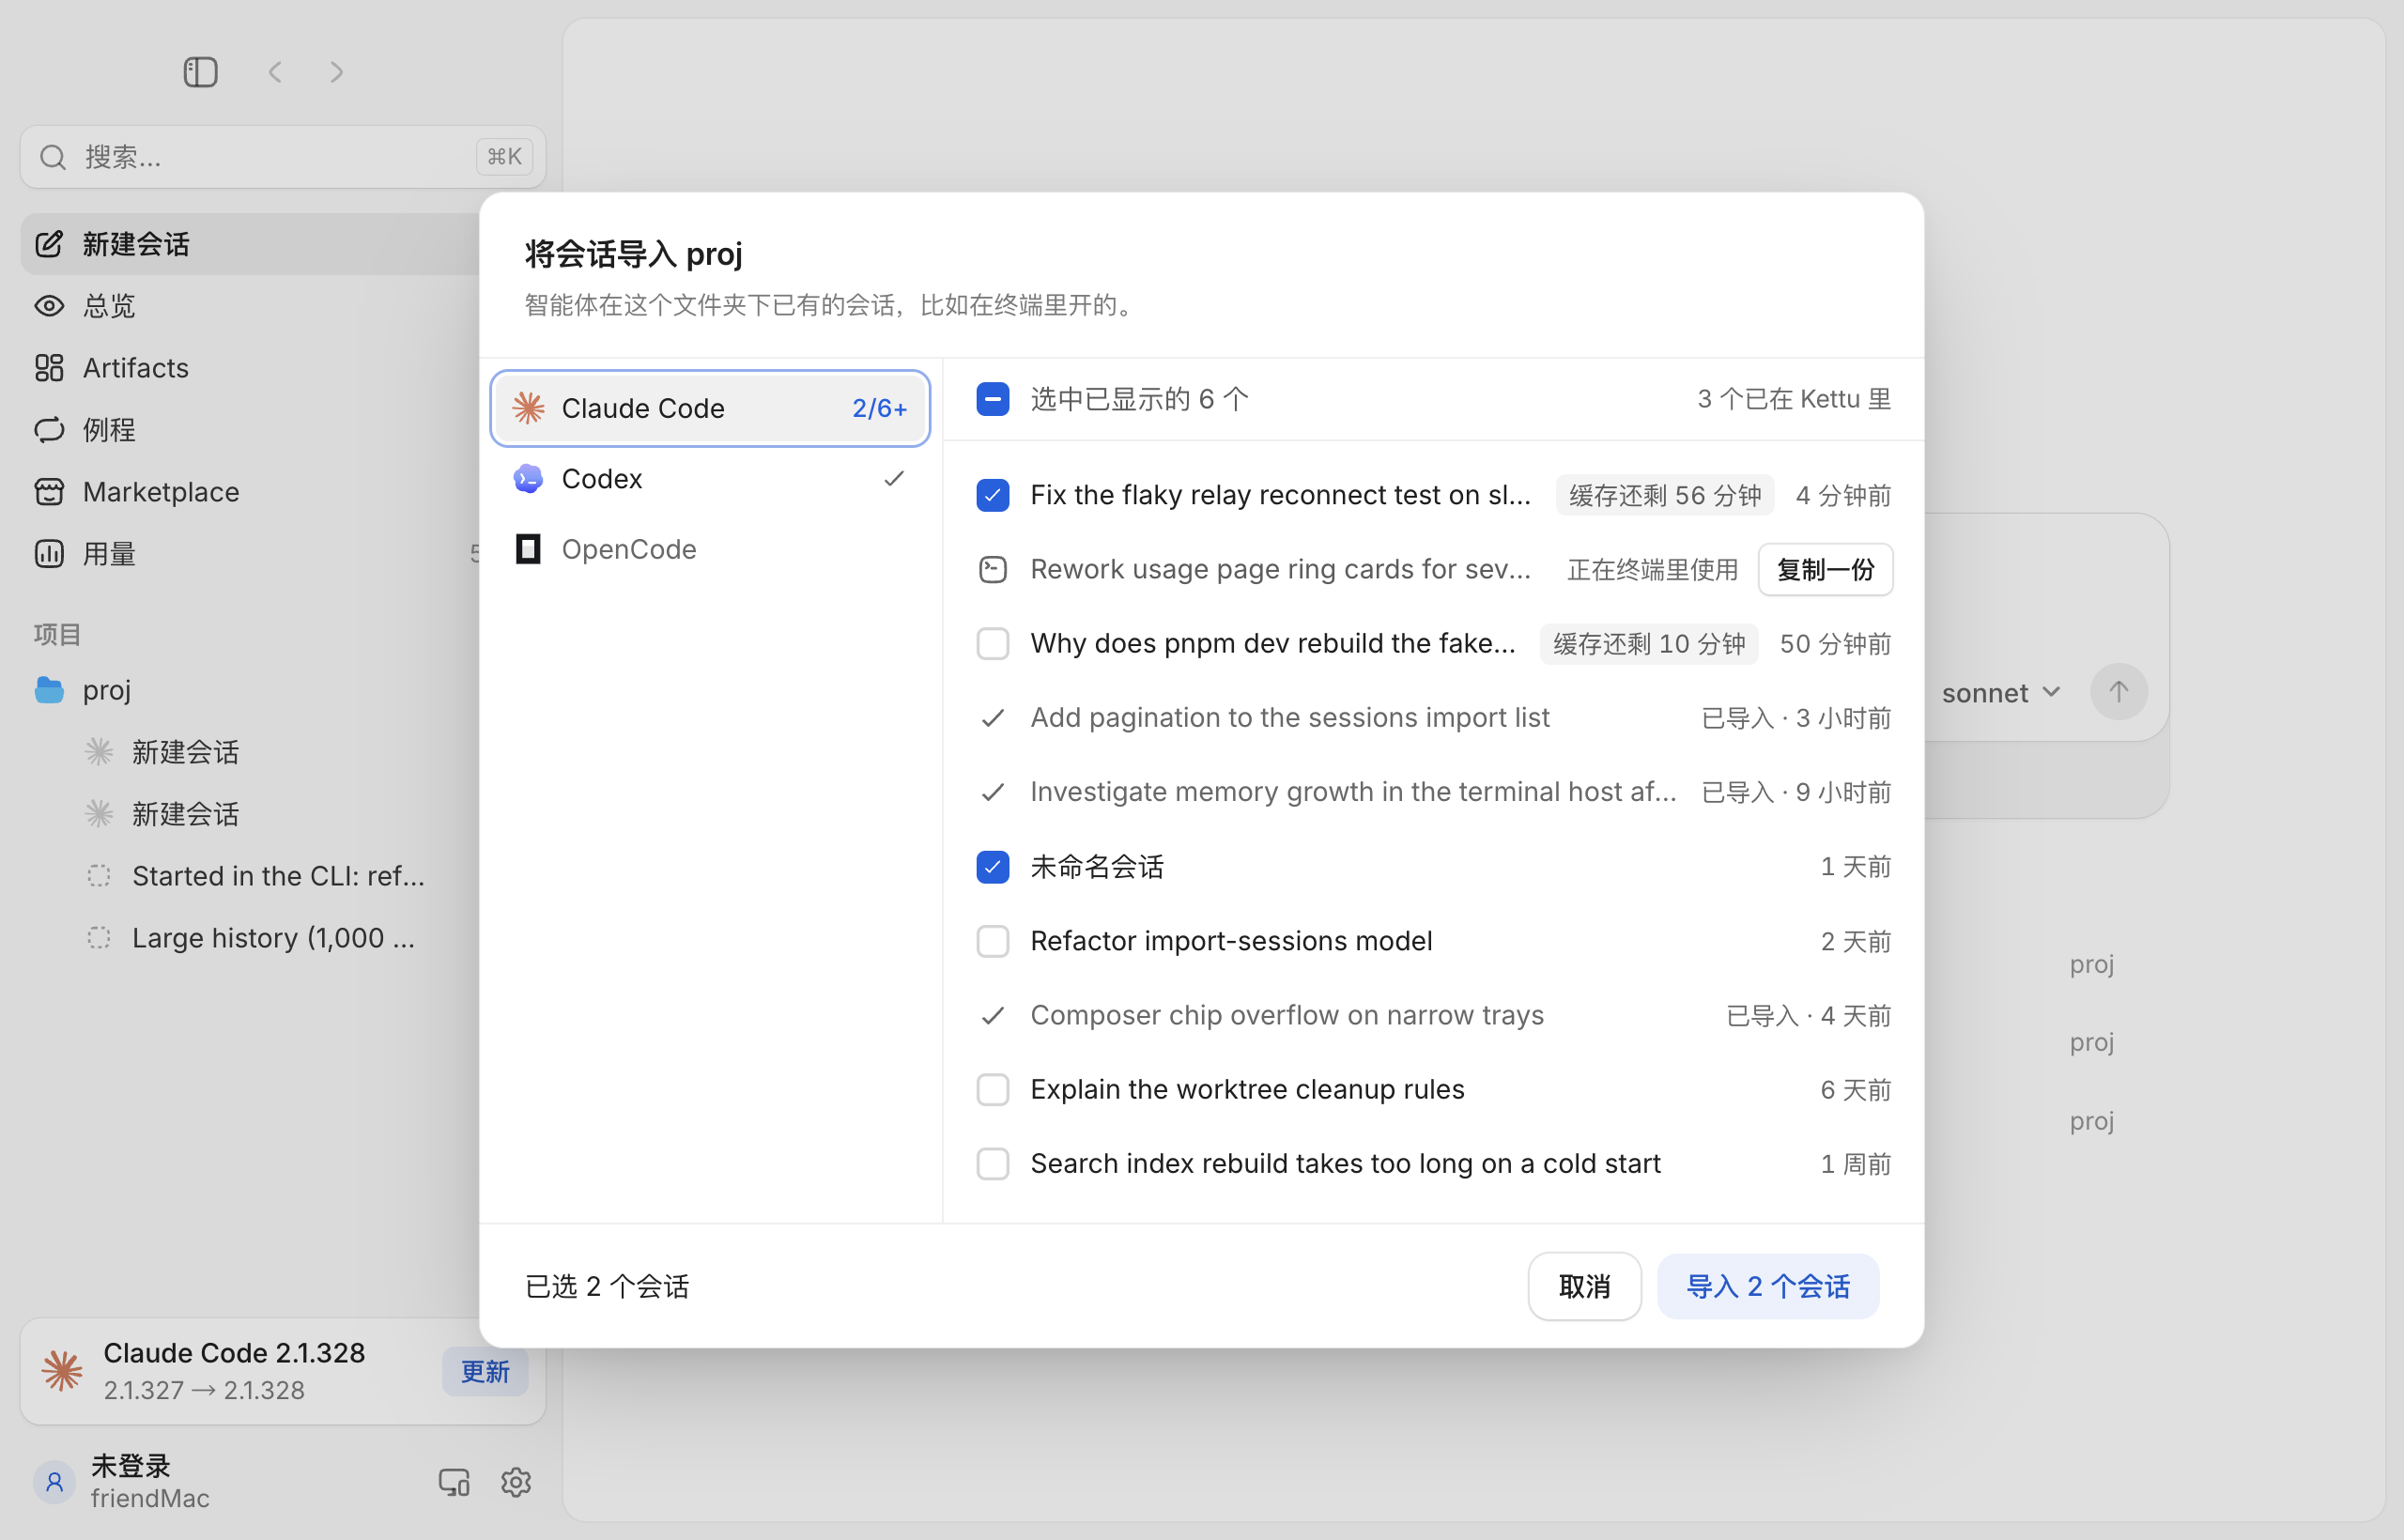 搜索...
⌘K
新建会话
总览
Artifacts
例程
Marketplace
用量
项目
proj
新建会话
新建会话
Started in the CLI: ref...
Large history (1,000 ...
Claude Code 2.1.328
2.1.327 → 2.1.328
更新
未登录
friendMac
将会话导入 proj
智能体在这个文件夹下已有的会话，比如在终端里开的。
Claude Code 2/6+
Codex
OpenCode
选中已显示的 6 个 3 个已在 Kettu 里
Fix the flaky relay reconnect test on sl... 缓存还剩 56 分钟 4 分钟前
Rework usage page ring cards for sev... 正在终端里使用 复制一份
Why does pnpm dev rebuild the fake... 缓存还剩 10 分钟 50 分钟前
Add pagination to the sessions import list 已导入 · 3 小时前
Investigate memory growth in the terminal host af... 已导入 · 9 小时前
未命名会话 1 天前
Refactor import-sessions model 2 天前
Composer chip overflow on narrow trays 已导入 · 4 天前
Explain the worktree cleanup rules 6 天前
Search index rebuild takes too long on a cold start 1 周前
已选 2 个会话
取消
导入 2 个会话
sonnet
proj
proj
proj